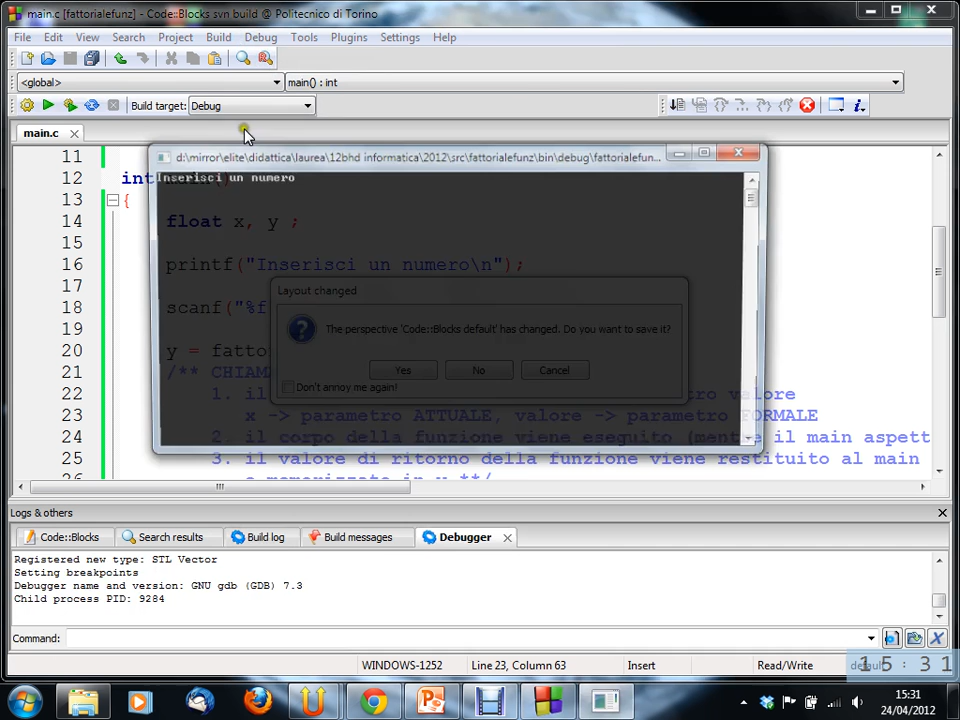 main.c [fattorialefunz] - Code::Blocks svn build @ Politecnico di Torino
File Edit View Search Project Build Debug Tools Plugins Settings Help
<global> main() : int
Build target: Debug
main.c
d:\mirror\elite\didattica\laurea\12bhd informatica\2012\src\fattorialefunz\bin\debug\fattorialefun...
Inserisci un numero
11
12 int main()
13 {
14 float x, y ;
15
16 printf("Inserisci un numero\n");
17
18 scanf("%f
19
20 y = fatto
21 /** CHIAM
22 1. il valore
23 x -> parametro ATTUALE, valore -> parametro FORMALE
24 2. il corpo della funzione viene eseguito (mentre il main aspett
25 3. il valore di ritorno della funzione viene restituito al main
Layout changed
The perspective 'Code::Blocks default' has changed. Do you want to save it?
Yes No Cancel
Don't annoy me again!
Logs & others
Code::Blocks Search results Build log Build messages Debugger
Registered new type: STL Vector
Setting breakpoints
Debugger name and version: GNU gdb (GDB) 7.3
Child process PID: 9284
Command:
WINDOWS-1252 Line 23, Column 63 Insert Read/Write default
15:31
15:31
24/04/2012